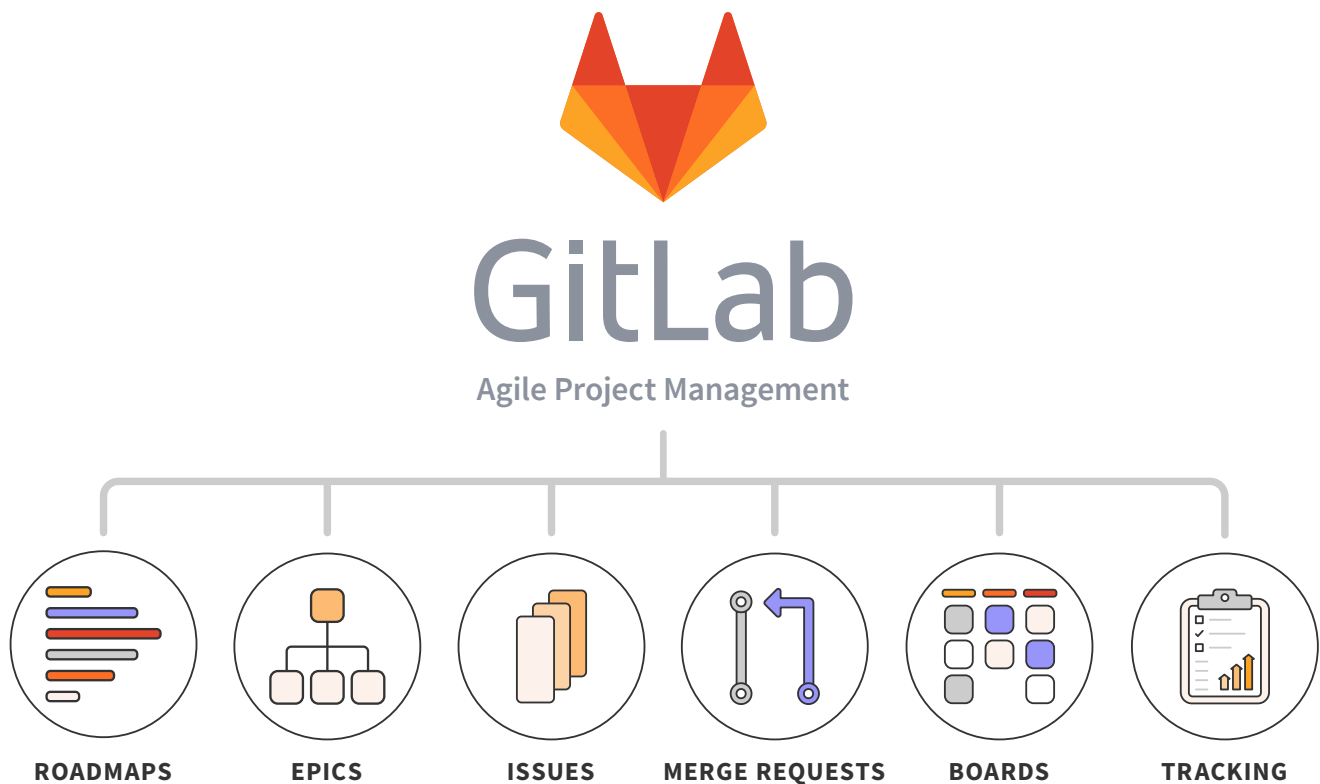 GitLab
Agile Project Management
ROADMAPS
EPICS
ISSUES
MERGE REQUESTS
BOARDS
TRACKING